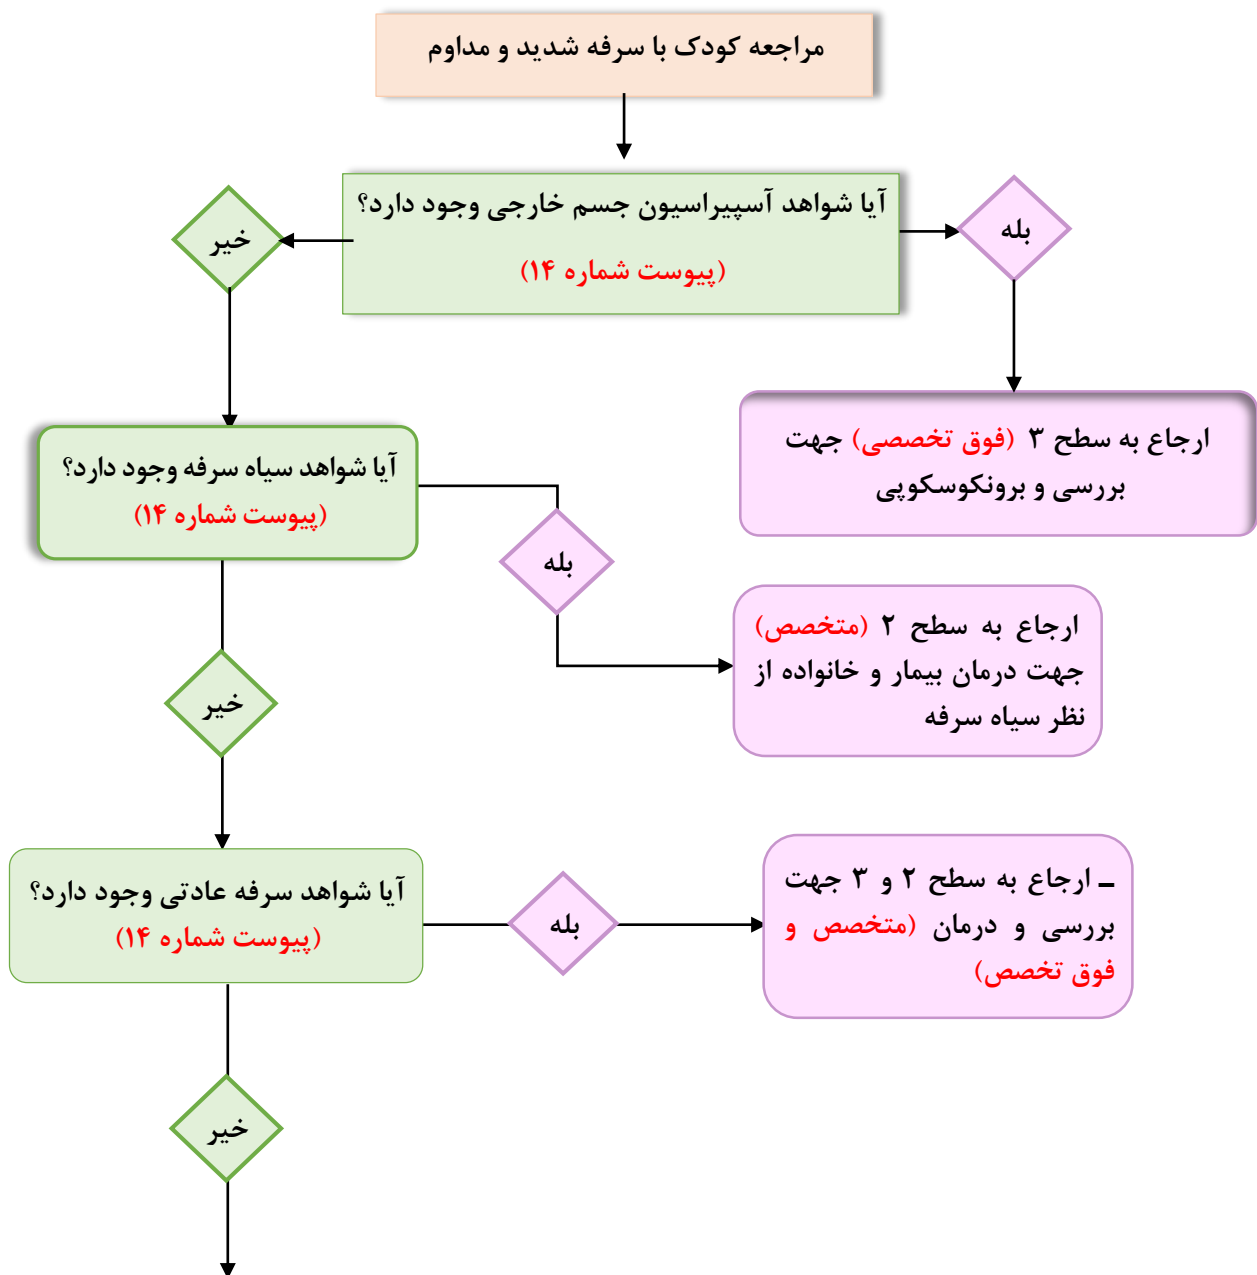 مراجعه کودک با سرفه شدید و مداوم
آیا شواهد آسپیراسیون جسم خارجی وجود دارد؟
(پیوست شماره ۱۴)
بله
خیر
ارجاع به سطح ۳ (فوق تخصصی) جهت
بررسی و برونکوسکوپی
آیا شواهد سیاه سرفه وجود دارد؟
(پیوست شماره ۱۴)
بله
ارجاع به سطح ۲ (متخصص)
جهت درمان بیمار و خانواده از
نظر سیاه سرفه
خیر
آیا شواهد سرفه عادتی وجود دارد؟
(پیوست شماره ۱۴)
بله
ـ ارجاع به سطح ۲ و ۳ جهت
بررسی و درمان (متخصص و
فوق تخصص)
خیر